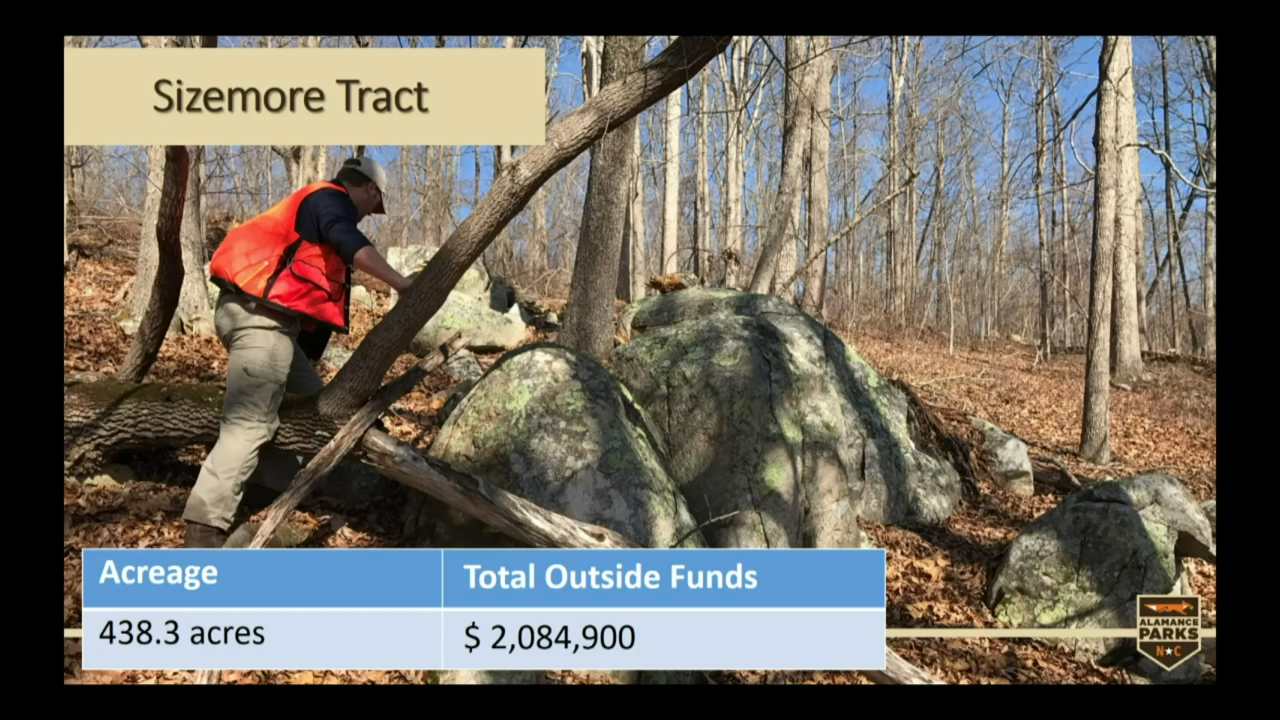 Sizemore Tract
Acreage
Total Outside Funds
438.3 acres
$ 2,084,900
ALAMANCE
PARKS
N★C